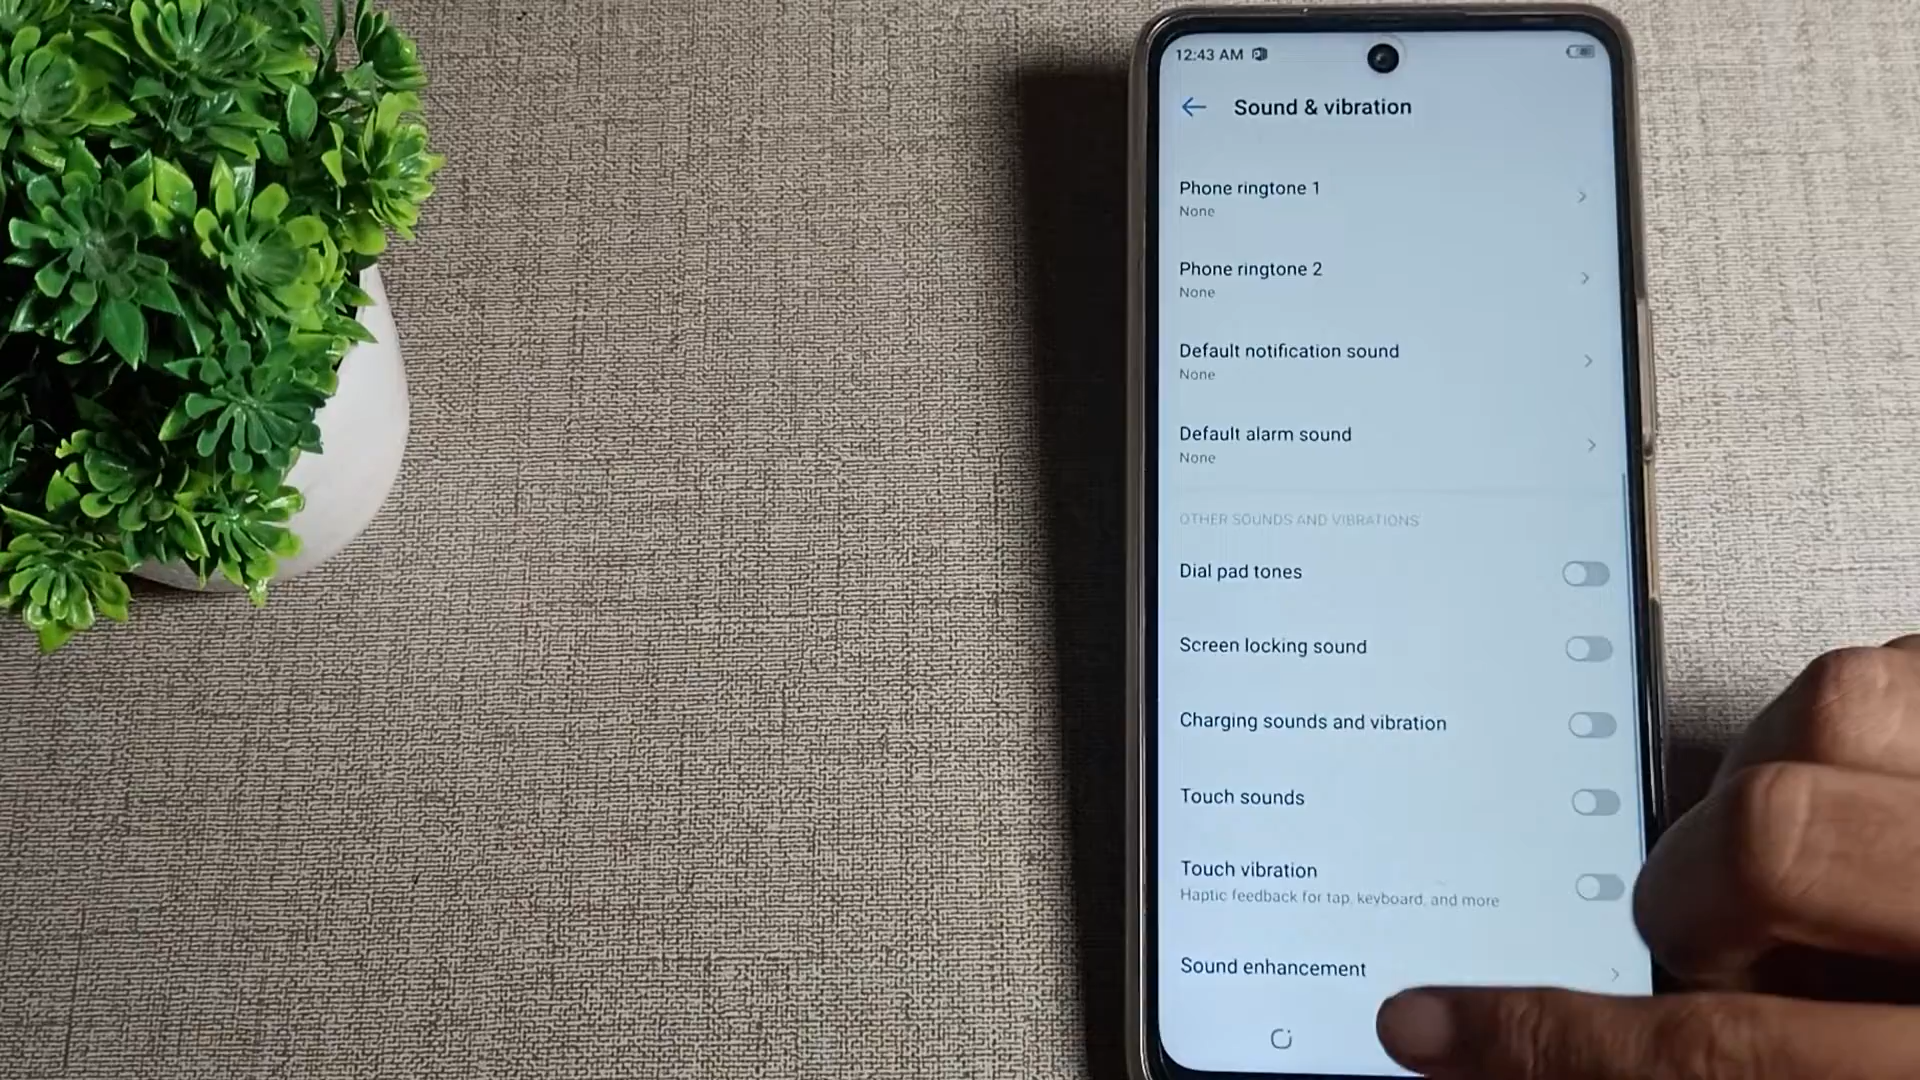 12:43 AM
Sound & vibration
Phone ringtone 1
None
Phone ringtone 2
None
Default notification sound
None
Default alarm sound
None
OTHER SOUNDS AND VIBRATIONS
Dial pad tones
Screen locking sound
Charging sounds and vibration
Touch sounds
Touch vibration
Haptic feedback for tap, keyboard, and more
Sound enhancement